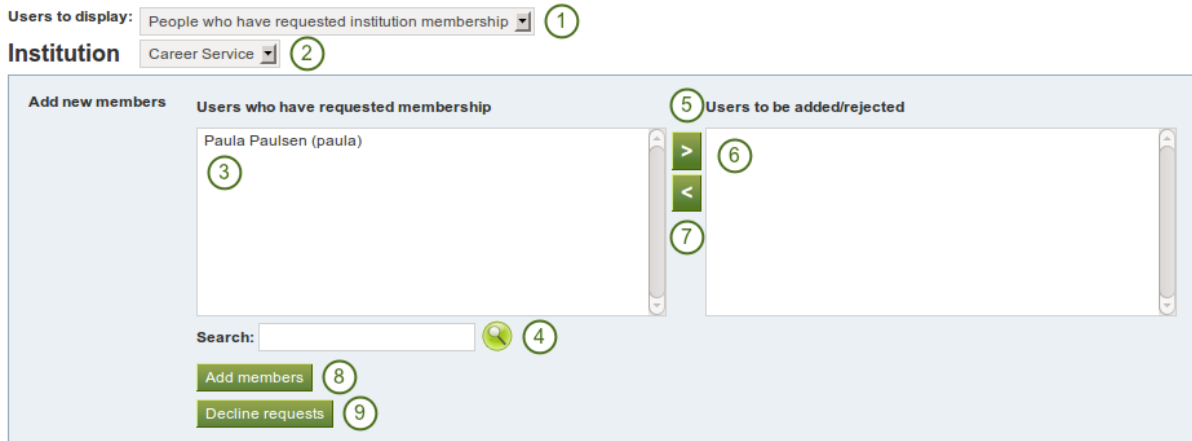 Users to display: People who have requested institution membership 1
Institution Career Service 2
Add new members Users who have requested membership 5 Users to be added/rejected
Paula Paulsen (paula) > 6
3 <
7
Search: 4
Add members 8
Decline requests 9